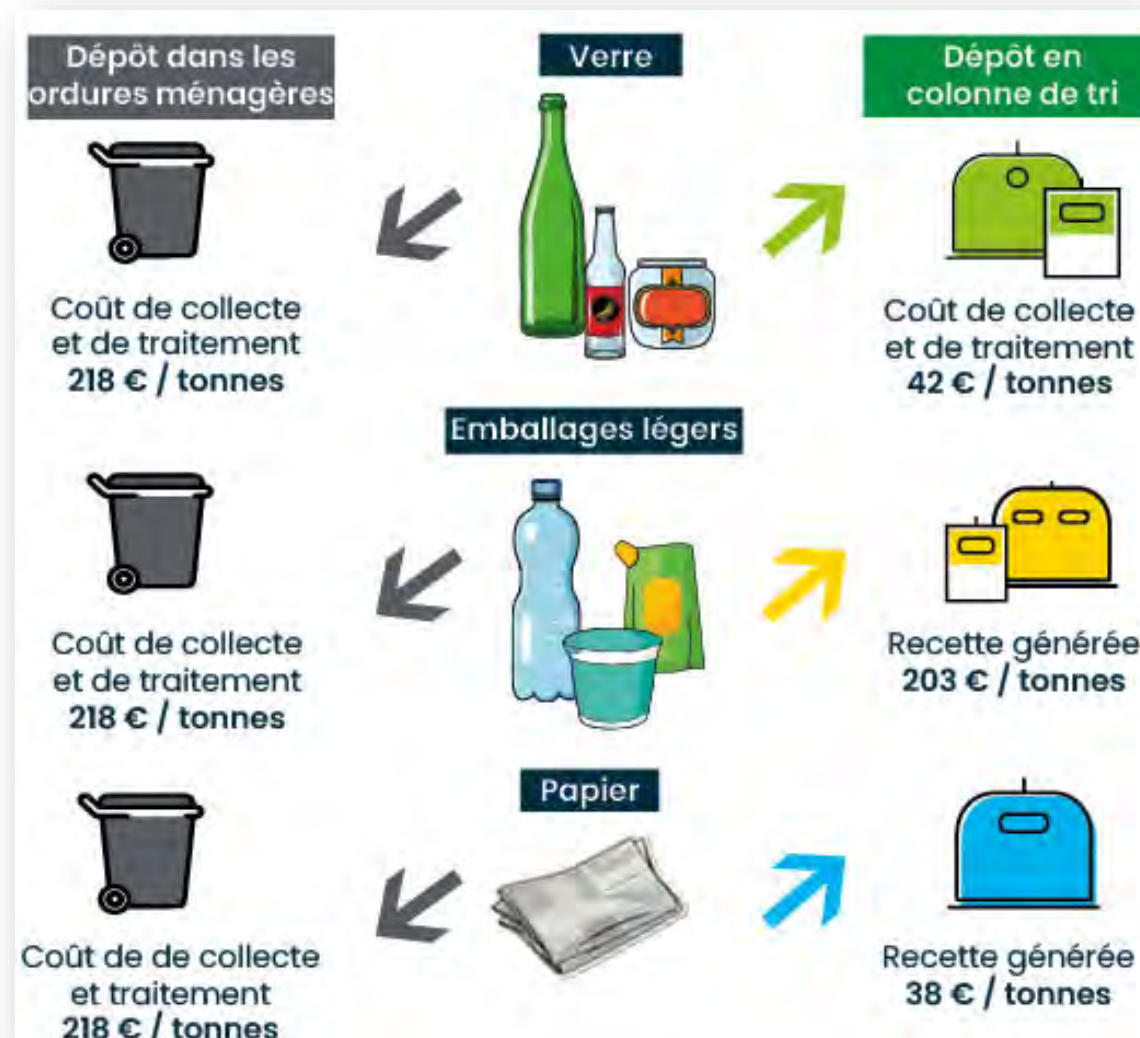 Dépôt dans les
ordures ménagères
Verre
Dépôt en
colonne de tri
Coût de collecte
et de traitement
218 € / tonnes
Coût de collecte
et de traitement
42 € / tonnes
Emballages légers
Coût de collecte
et de traitement
218 € / tonnes
Recette générée
203 € / tonnes
Papier
Coût de de collecte
et traitement
218 € / tonnes
Recette générée
38 € / tonnes